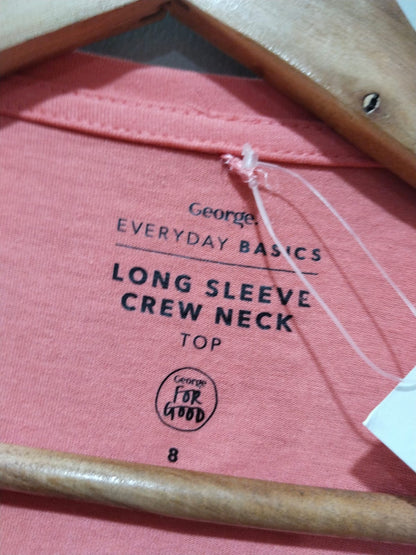 George.
EVERYDAY BASICS
LONG SLEEVE
CREW NECK
TOP
George
FOR
GOOD
8